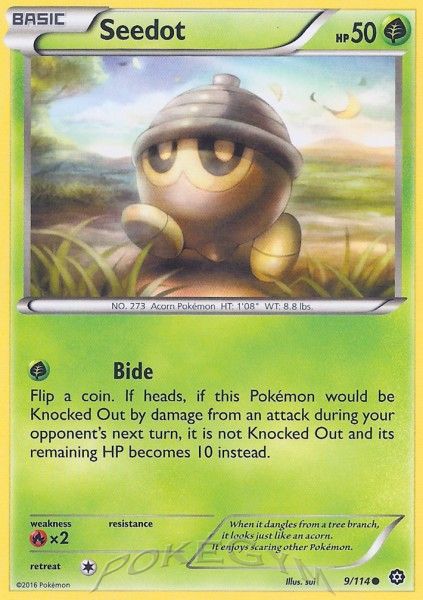 BASIC
Seedot
HP50
NO. 273 Acorn Pokémon HT: 1'08" WT: 8.8 lbs.
Bide
Flip a coin. If heads, if this Pokémon would be
Knocked Out by damage from an attack during your
opponent's next turn, it is not Knocked Out and its
remaining HP becomes 10 instead.
weakness
×2
resistance
When it dangles from a tree branch,
it looks just like an acorn.
It enjoys scaring other Pokémon.
retreat
©2016 Pokémon
Illus. sui
9/114
POKEGYM